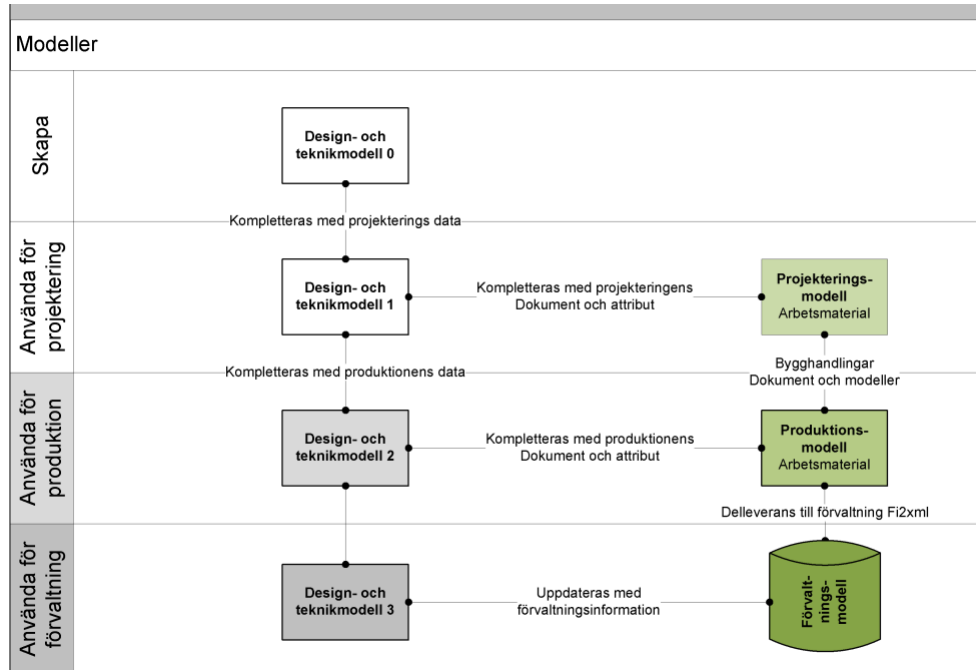 Modeller
Skapa
Design- och
teknikmodell 0
Kompletteras med projekterings data
Använda för
projektering
Design- och
teknikmodell 1
Kompletteras med projekteringens
Dokument och attribut
Projekterings-
modell
Arbetsmaterial
Kompletteras med produktionens data
Bygghandlingar
Dokument och modeller
Använda för
produktion
Design- och
teknikmodell 2
Kompletteras med produktionens
Dokument och attribut
Produktions-
modell
Arbetsmaterial
Delleverans till förvaltning Fi2xml
Använda för
förvaltning
Design- och
teknikmodell 3
Uppdateras med
förvaltningsinformation
Förvalt-
nings-
modell